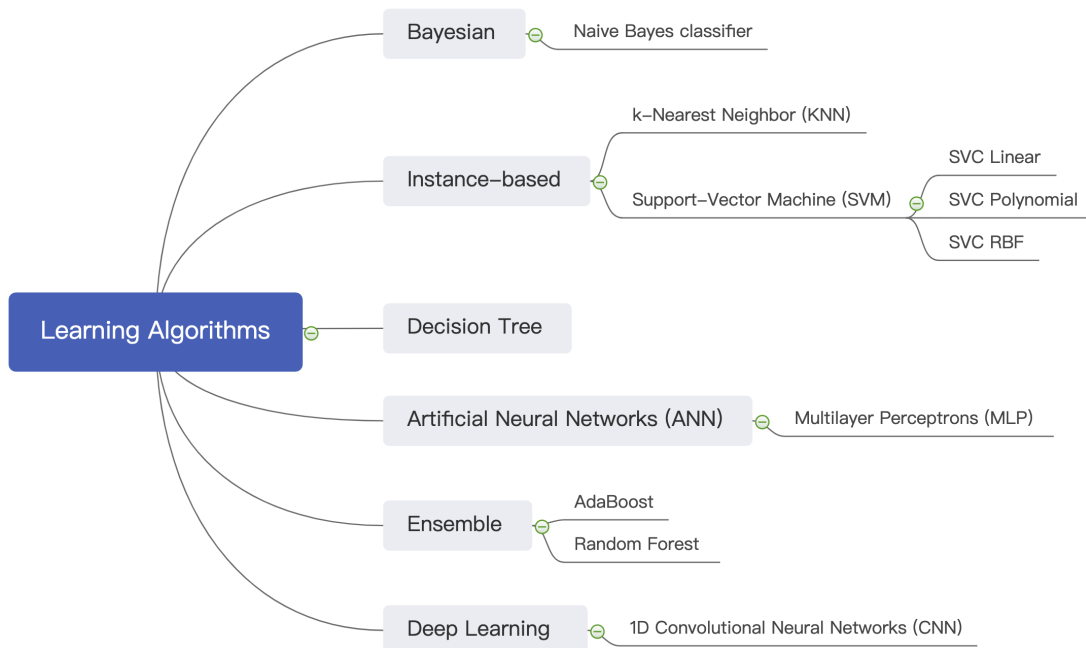 Learning Algorithms
Bayesian
Naive Bayes classifier
Instance-based
k-Nearest Neighbor (KNN)
Support-Vector Machine (SVM)
SVC Linear
SVC Polynomial
SVC RBF
Decision Tree
Artificial Neural Networks (ANN)
Multilayer Perceptrons (MLP)
Ensemble
AdaBoost
Random Forest
Deep Learning
1D Convolutional Neural Networks (CNN)